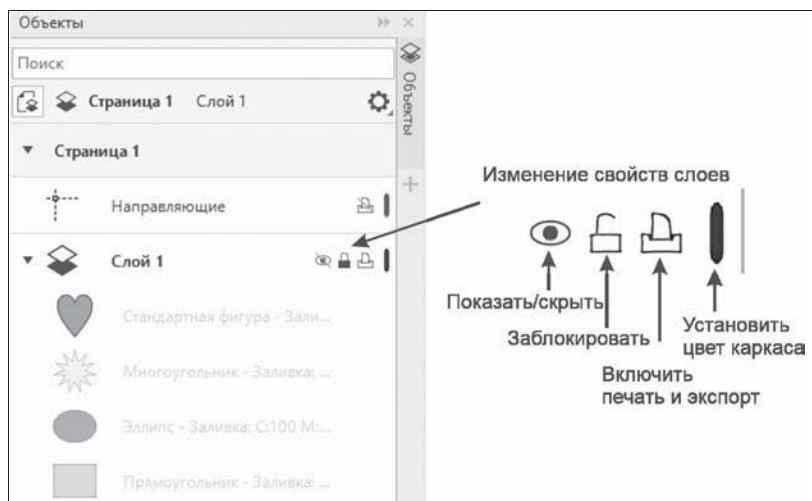 Объекты
Поиск
Страница 1 Слой 1
Страница 1
Направляющие
Слой 1
Стандартная фигура - Зали...
Многоугольник - Заливка: ...
Эллипс - Заливка: C:100 M:...
Прямоугольник - Заливка: ...
Объекты
Изменение свойств слоев
Показать/скрыть
Заблокировать
Включить
печать и экспорт
Установить
цвет каркаса